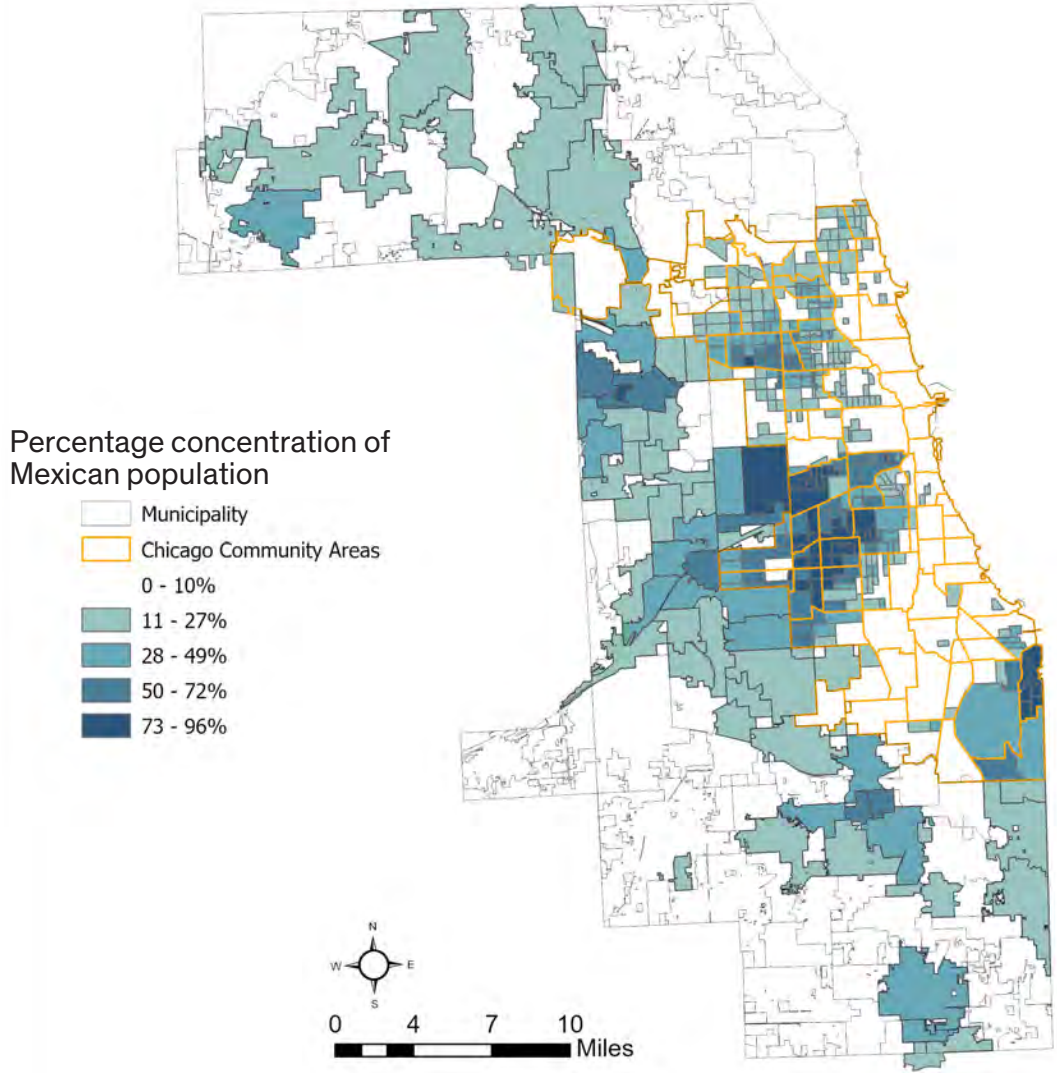 Percentage concentration of
Mexican population
Municipality
Chicago Community Areas
0 - 10%
11 - 27%
28 - 49%
50 - 72%
73 - 96%
N
W E
S
0 4 7 10
Miles